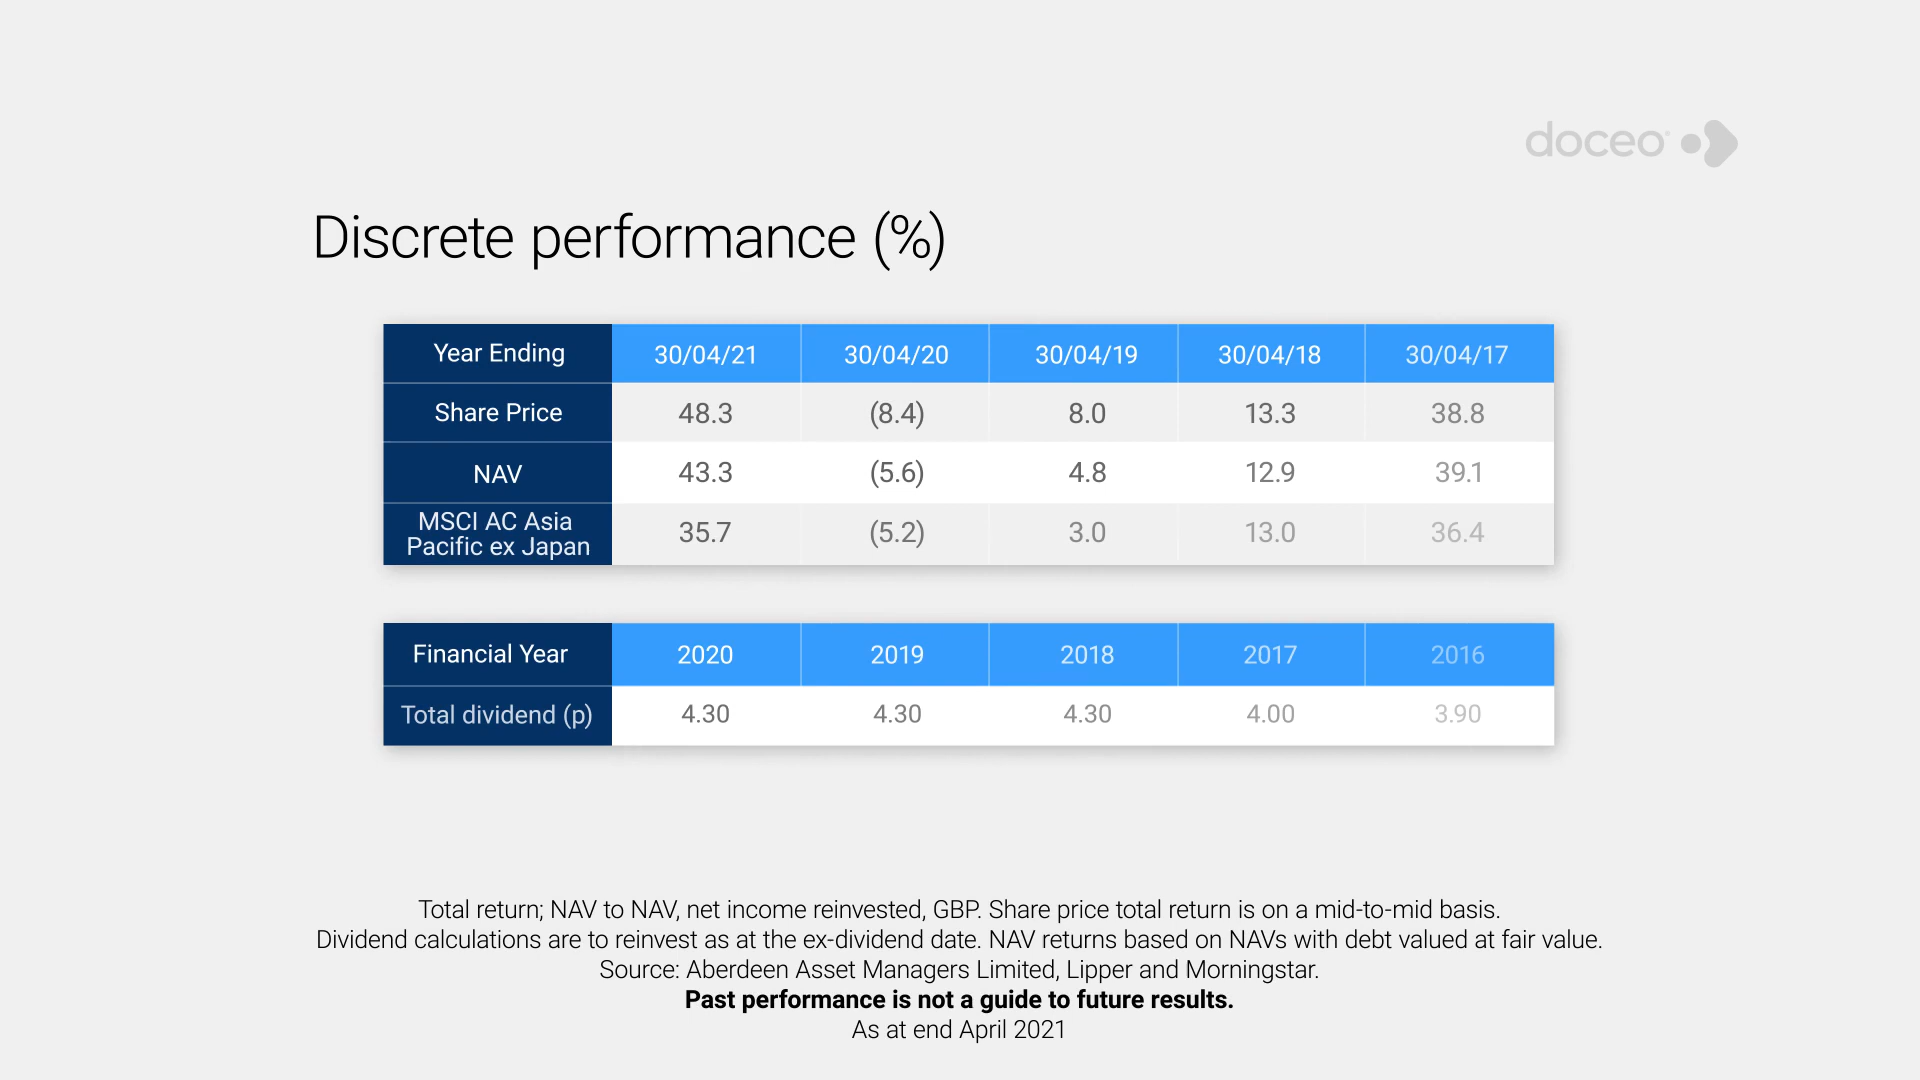 doceo
Discrete performance (%)
Year Ending 30/04/21 30/04/20 30/04/19 30/04/18 30/04/17
Share Price 48.3 (8.4) 8.0 13.3 38.8
NAV 43.3 (5.6) 4.8 12.9 39.1
MSCI AC Asia
Pacific ex Japan 35.7 (5.2) 3.0 13.0 36.4
Financial Year 2020 2019 2018 2017 2016
Total dividend (p) 4.30 4.30 4.30 4.00 3.90
Total return; NAV to NAV, net income reinvested, GBP. Share price total return is on a mid-to-mid basis.
Dividend calculations are to reinvest as at the ex-dividend date. NAV returns based on NAVs with debt valued at fair value.
Source: Aberdeen Asset Managers Limited, Lipper and Morningstar.
Past performance is not a guide to future results.
As at end April 2021